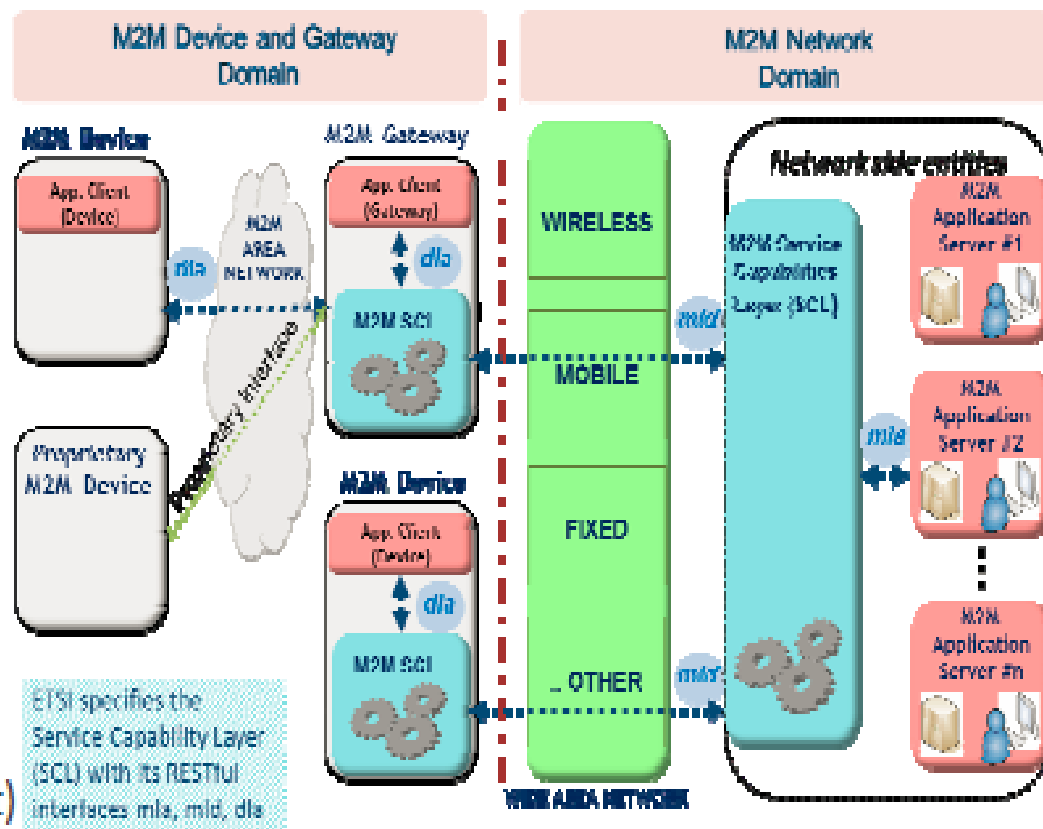 M2M Device and Gateway
Domain
M2M Network
Domain
M2M Device
App. Client
(Device)
dIa
M2M
AREA
NETWORK
M2M Gateway
App. Client
(Gateway)
dIa
M2M SCL
Proprietary Interface
Proprietary
M2M Device
M2M Device
App. Client
(Device)
dIa
M2M SCL
ETSI specifies the
Service Capability Layer
(SCL) with its RESTful
interfaces mIa, mId, dIa
WIRELESS
MOBILE
FIXED
.. OTHER
WIDE AREA NETWORK
mId
mId
Network side entities
M2M Service
Capabilities
Layer (SCL)
mIa
M2M
Application
Server #1
M2M
Application
Server #2
M2M
Application
Server #n